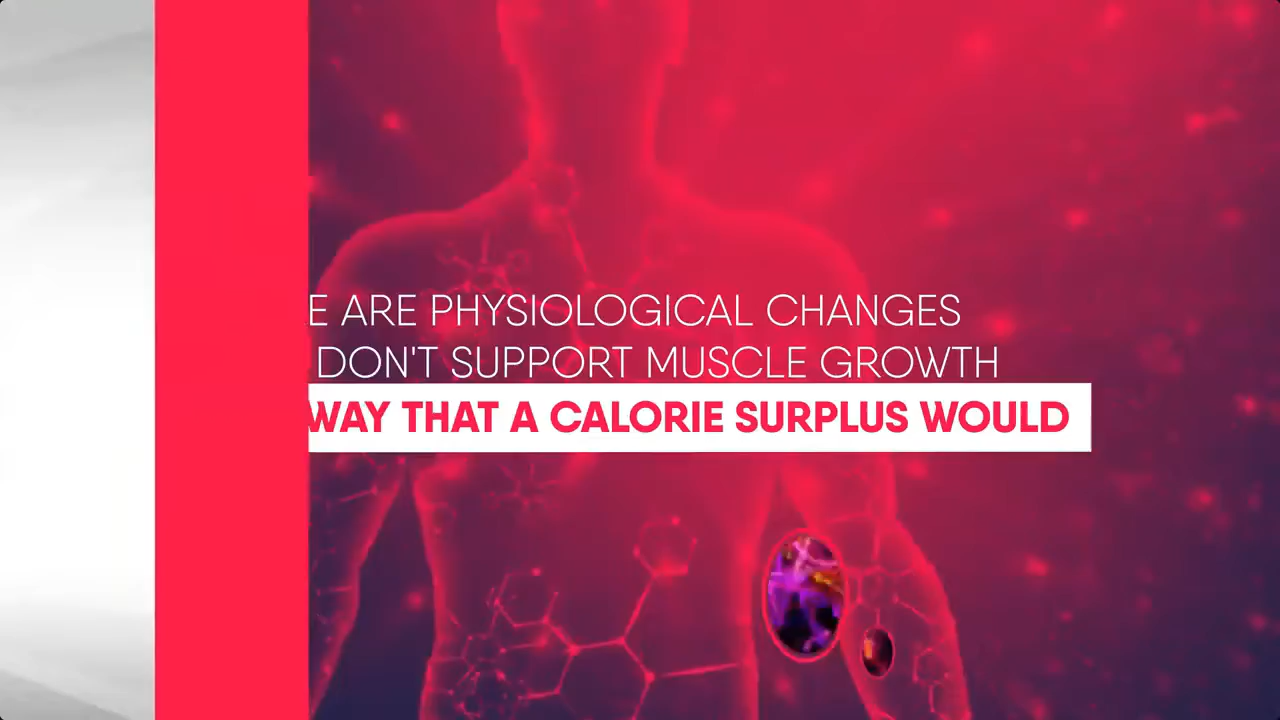 E ARE PHYSIOLOGICAL CHANGES
DON'T SUPPORT MUSCLE GROWTH
WAY THAT A CALORIE SURPLUS WOULD